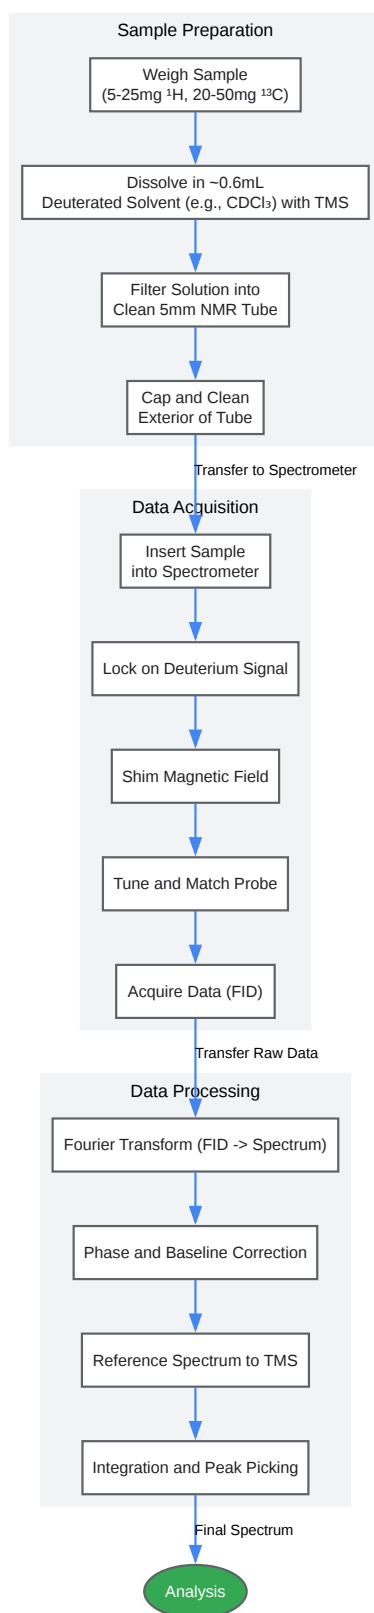 Sample Preparation
Weigh Sample
(5-25mg ¹H, 20-50mg ¹³C)
Dissolve in ~0.6mL
Deuterated Solvent (e.g., CDCl₃) with TMS
Filter Solution into
Clean 5mm NMR Tube
Cap and Clean
Exterior of Tube
Transfer to Spectrometer
Data Acquisition
Insert Sample
into Spectrometer
Lock on Deuterium Signal
Shim Magnetic Field
Tune and Match Probe
Acquire Data (FID)
Transfer Raw Data
Data Processing
Fourier Transform (FID -> Spectrum)
Phase and Baseline Correction
Reference Spectrum to TMS
Integration and Peak Picking
Final Spectrum
Analysis